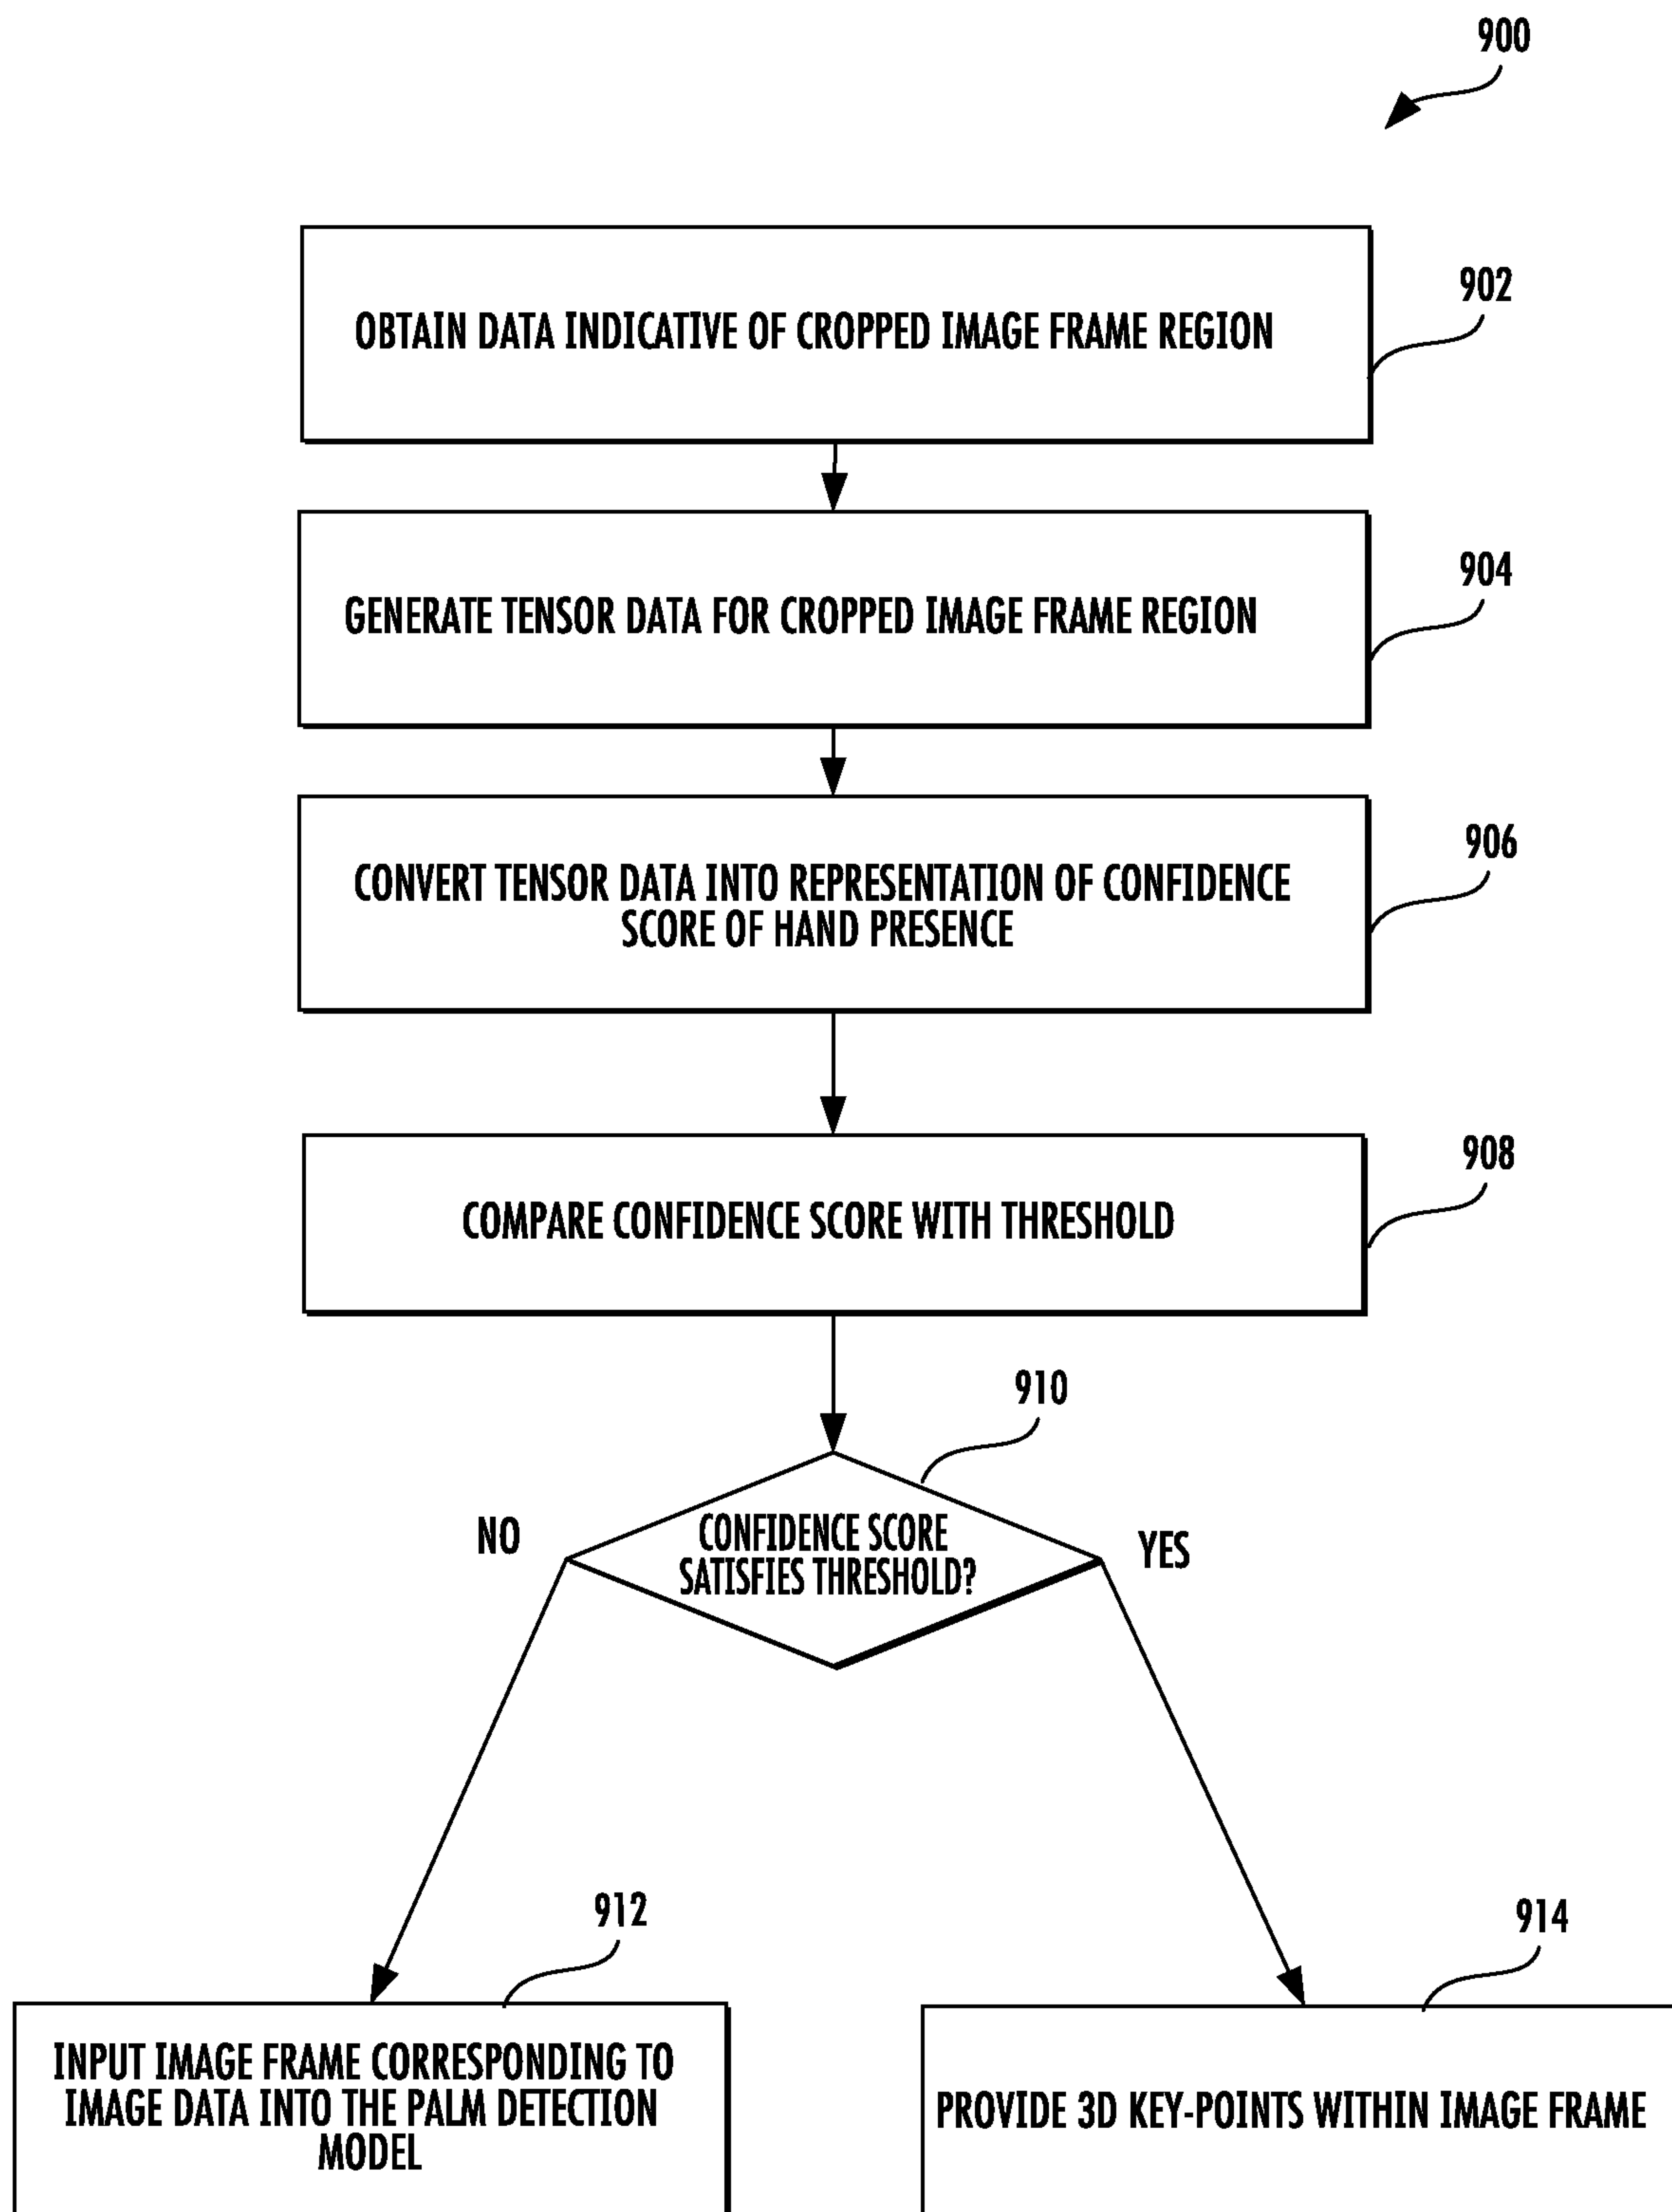 900
OBTAIN DATA INDICATIVE OF CROPPED IMAGE FRAME REGION
902
GENERATE TENSOR DATA FOR CROPPED IMAGE FRAME REGION
904
CONVERT TENSOR DATA INTO REPRESENTATION OF CONFIDENCE
SCORE OF HAND PRESENCE
906
COMPARE CONFIDENCE SCORE WITH THRESHOLD
908
910
CONFIDENCE SCORE
SATISFIES THRESHOLD?
NO
YES
912
INPUT IMAGE FRAME CORRESPONDING TO
IMAGE DATA INTO THE PALM DETECTION
MODEL
914
PROVIDE 3D KEY-POINTS WITHIN IMAGE FRAME